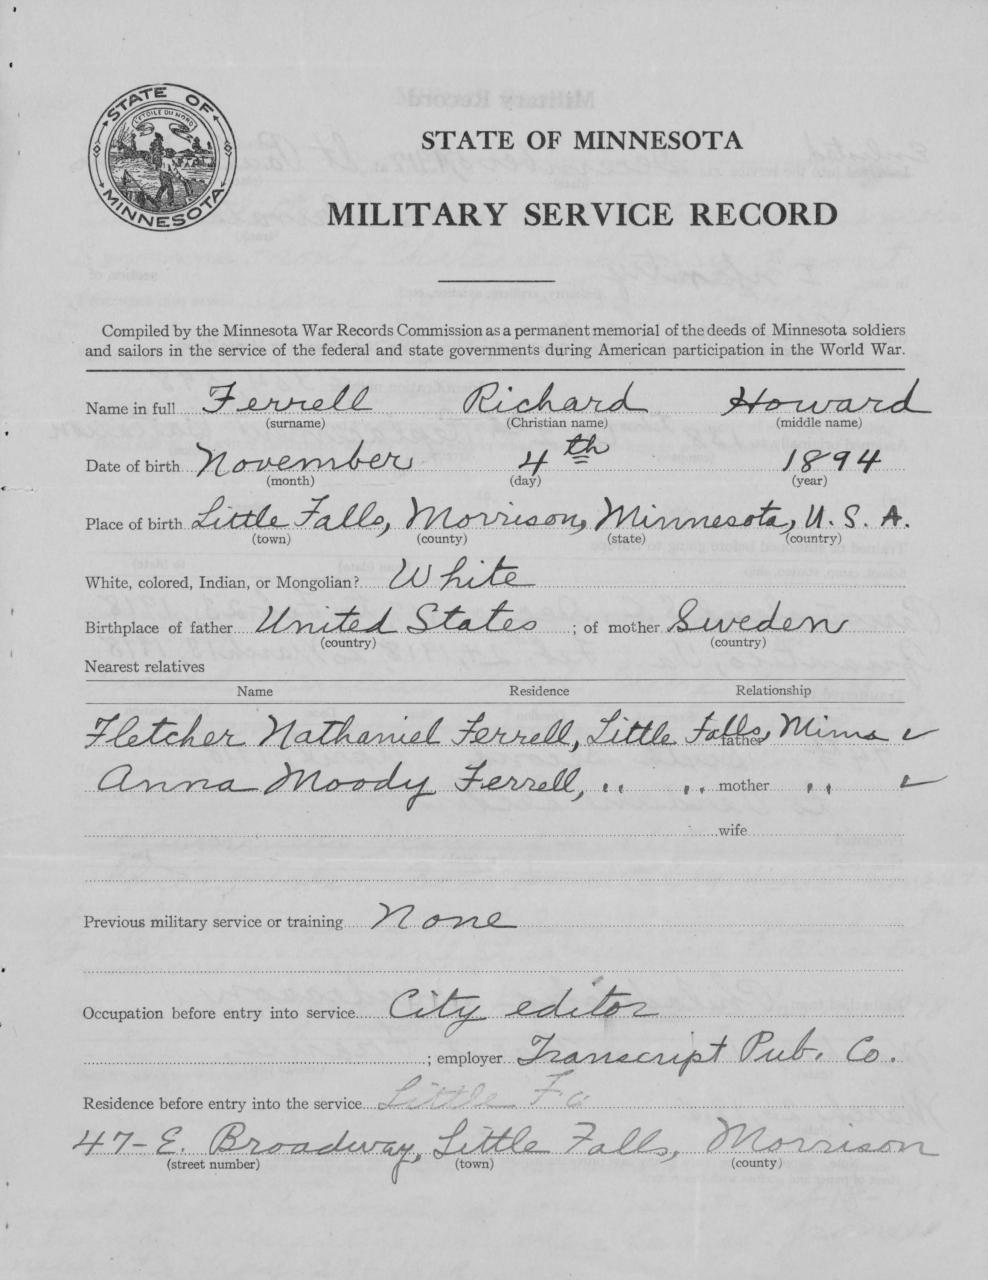 STATE OF MINNESOTA
L'ETOILE DU NORD
STATE OF MINNESOTA
MILITARY SERVICE RECORD
Compiled by the Minnesota War Records Commission as a permanent memorial of the deeds of Minnesota soldiers
and sailors in the service of the federal and state governments during American participation in the World War.
Name in full Ferrell Richard Howard
(surname) (Christian name) (middle name)
Date of birth November 4th 1894
(month) (day) (year)
Place of birth Little Falls, Morrison, Minnesota, U. S. A.
(town) (county) (state) (country)
White, colored, Indian, or Mongolian? White
Birthplace of father United States ; of mother Sweden
(country) (country)
Nearest relatives
Name Residence Relationship
Fletcher Nathaniel Ferrell, Little Falls, father Minn
Anna Moody Ferrell, " " mother " "
wife
Previous military service or training None
Occupation before entry into service City editor
; employer Transcript Pub. Co.
Residence before entry into the service Little Fa
47-E. Broadway, Little Falls, Morrison
(street number) (town) (county)